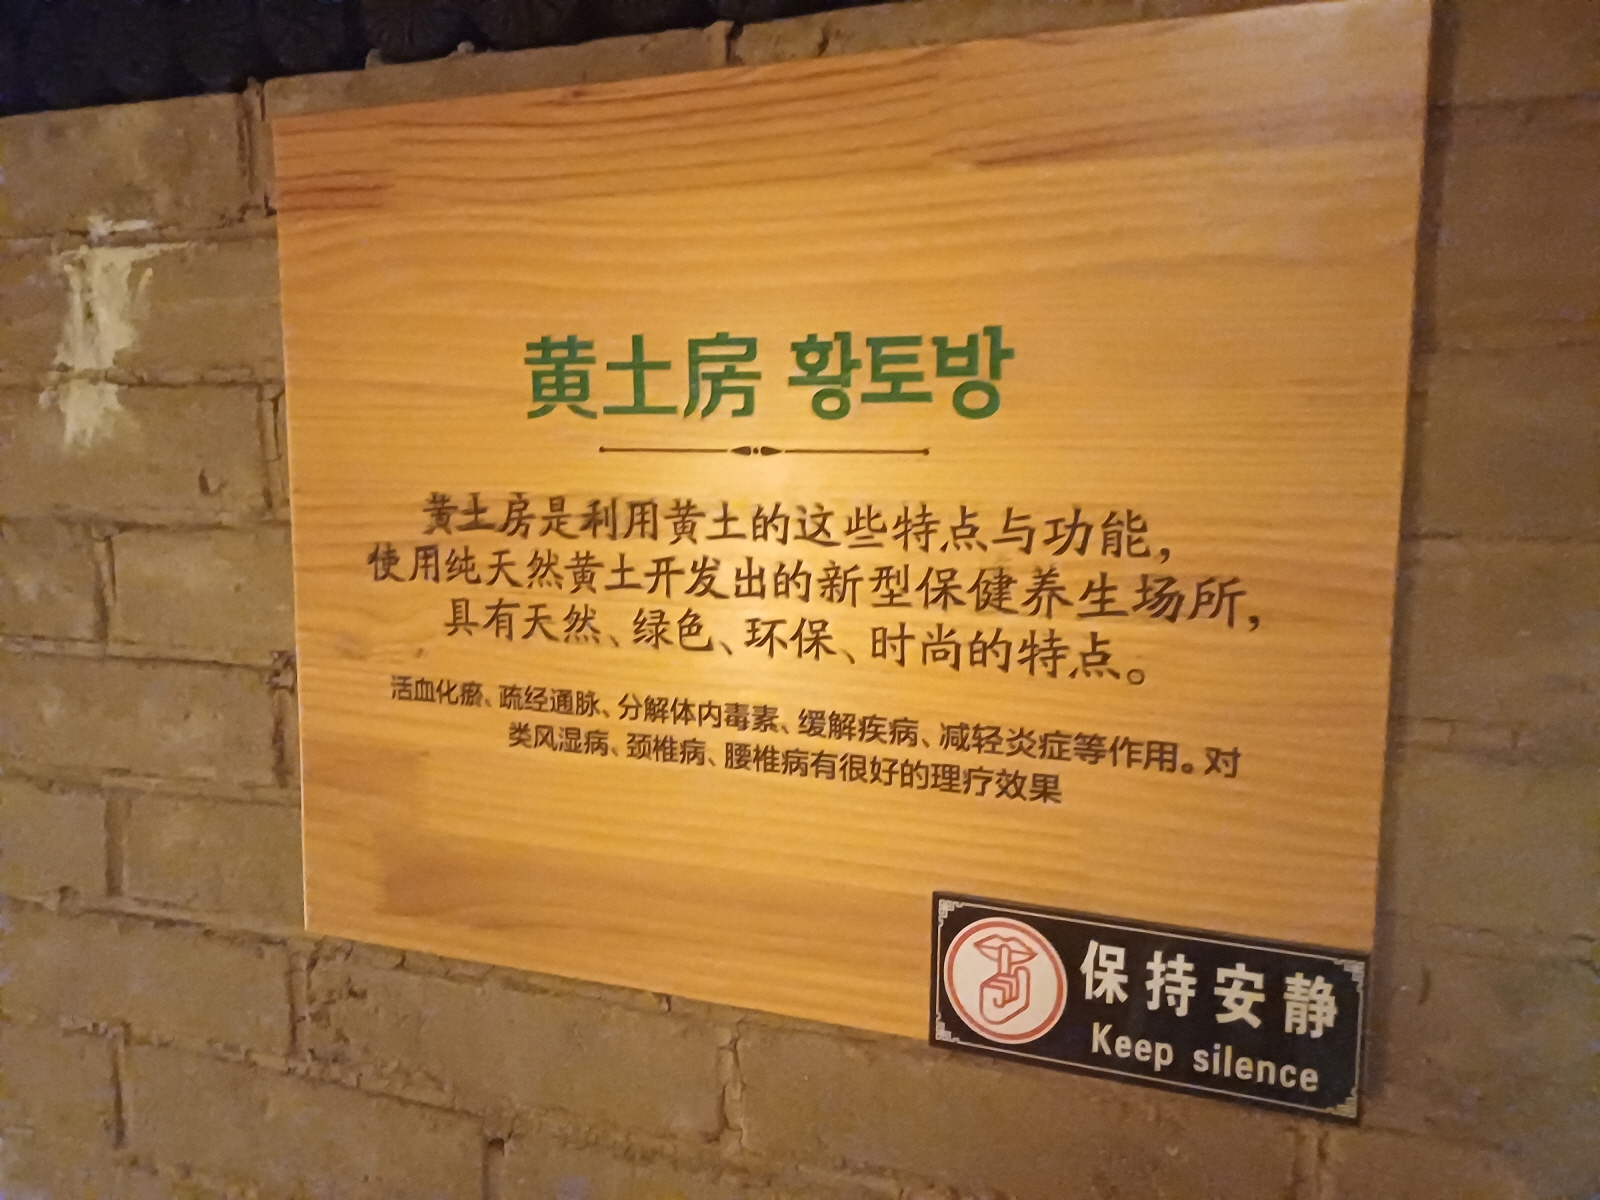 黄土房 황토방
黄土房是利用黄土的这些特点与功能，
使用纯天然黄土开发出的新型保健养生场所，
具有天然、绿色、环保、时尚的特点。
活血化瘀、疏经通脉、分解体内毒素、缓解疾病、减轻炎症等作用。对
类风湿病、颈椎病、腰椎病有很好的理疗效果
保持安静
Keep silence